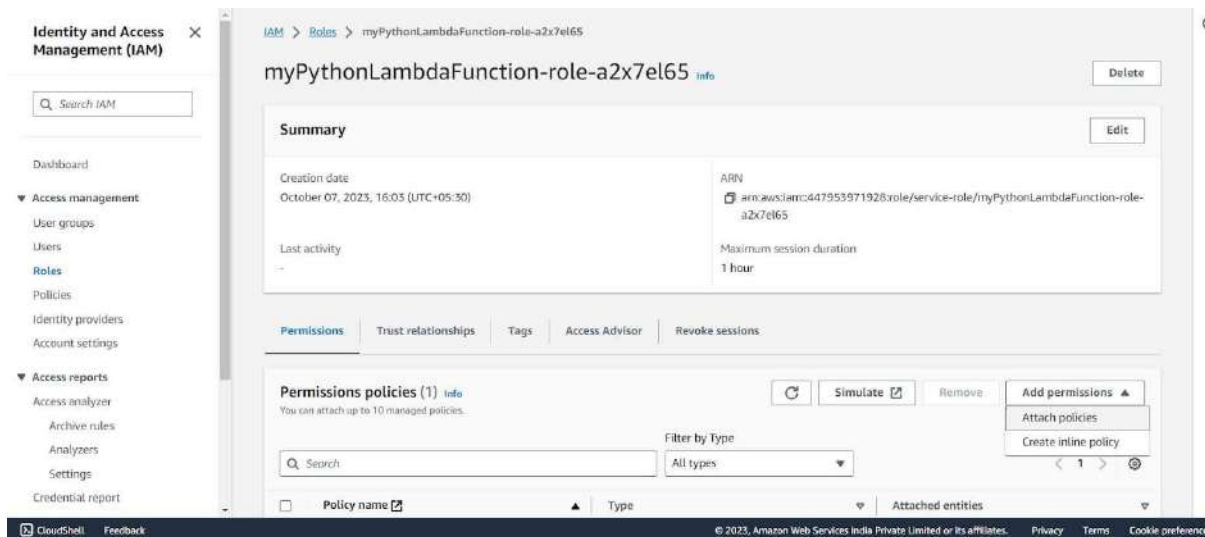 Identity and Access
Management (IAM)
Search IAM
Dashboard
Access management
User groups
Users
Roles
Policies
Identity providers
Account settings
Access reports
Access analyzer
Archive rules
Analyzers
Settings
Credential report
IAM > Roles > myPythonLambdaFunction-role-a2x7el65
myPythonLambdaFunction-role-a2x7el65 Info
Delete
Summary
Edit
Creation date
October 07, 2023, 16:03 (UTC+05:30)
ARN
arn:aws:iam::447953971928:role/service-role/myPythonLambdaFunction-role-
a2x7el65
Last activity
-
Maximum session duration
1 hour
Permissions Trust relationships Tags Access Advisor Revoke sessions
Permissions policies (1) Info
You can attach up to 10 managed policies.
Simulate Remove Add permissions
Attach policies
Create inline policy
Filter by Type
Search All types < 1 >
Policy name Type Attached entities
CloudShell Feedback © 2023, Amazon Web Services India Private Limited or its affiliates. Privacy Terms Cookie preference